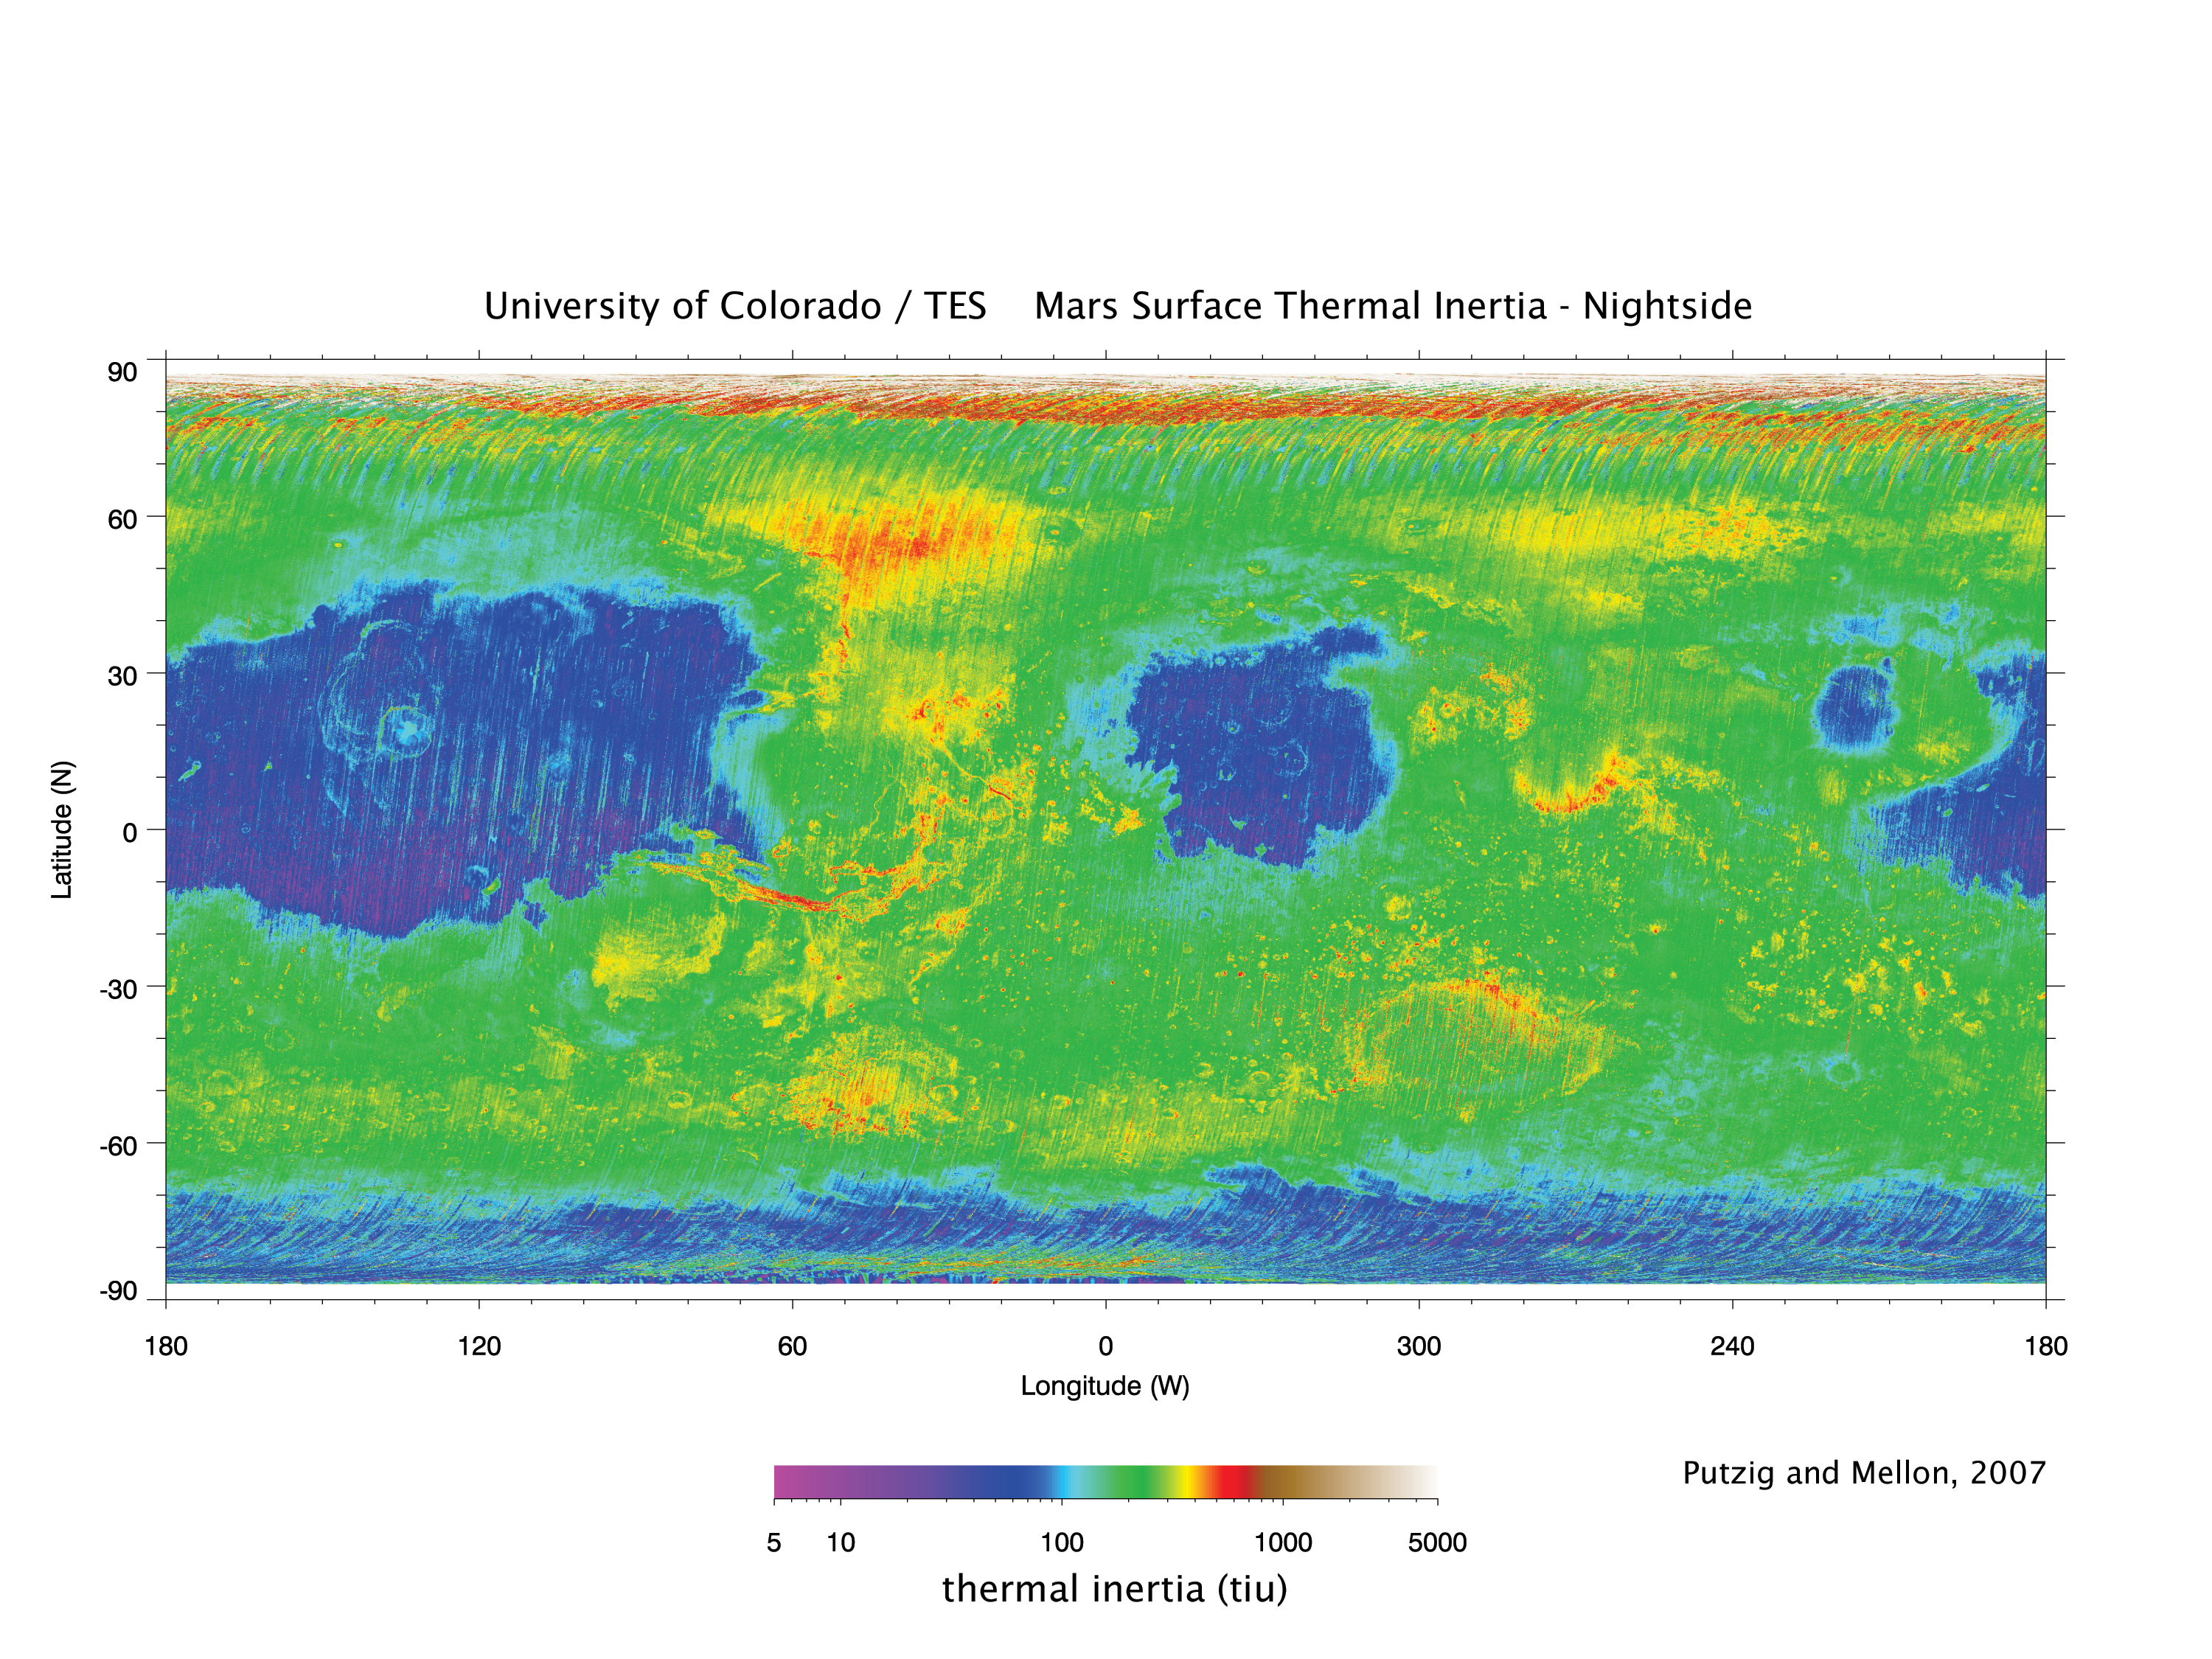 University of Colorado / TES    Mars Surface Thermal Inertia - Nightside
90
60
30
0
-30
-60
-90
Latitude (N)
180 120 60 0 300 240 180
Longitude (W)
Putzig and Mellon, 2007
5 10 100 1000 5000
thermal inertia (tiu)